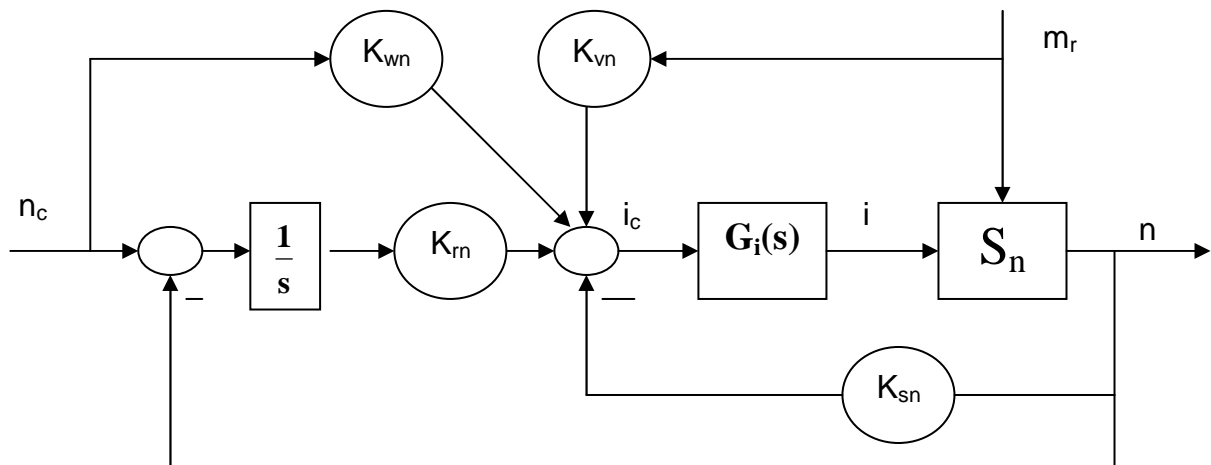 K_wn
K_vn
m_r
n_c
1
s
K_rn
i_c
G_i(s)
i
S_n
n
–
—
K_sn